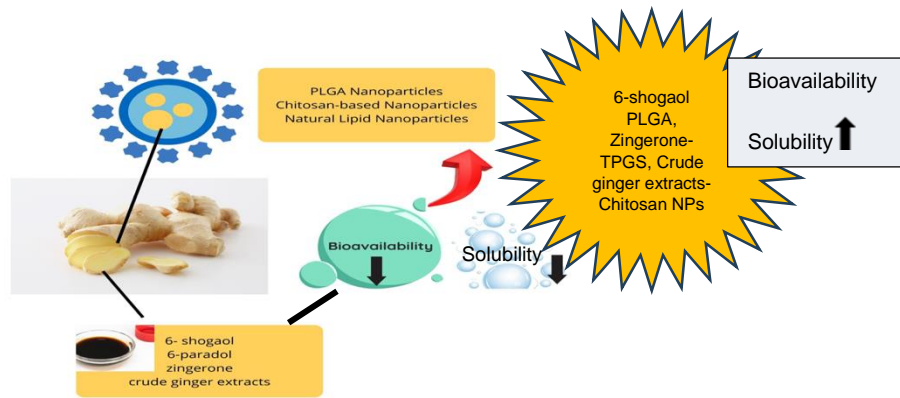 PLGA Nanoparticles
Chitosan-based Nanoparticles
Natural Lipid Nanoparticles
6-shogaol
PLGA,
Zingerone-
TPGS, Crude
ginger extracts-
Chitosan NPs
Bioavailability
Solubility
Bioavailability
Solubility
6- shogaol
6-paradol
zingerone
crude ginger extracts